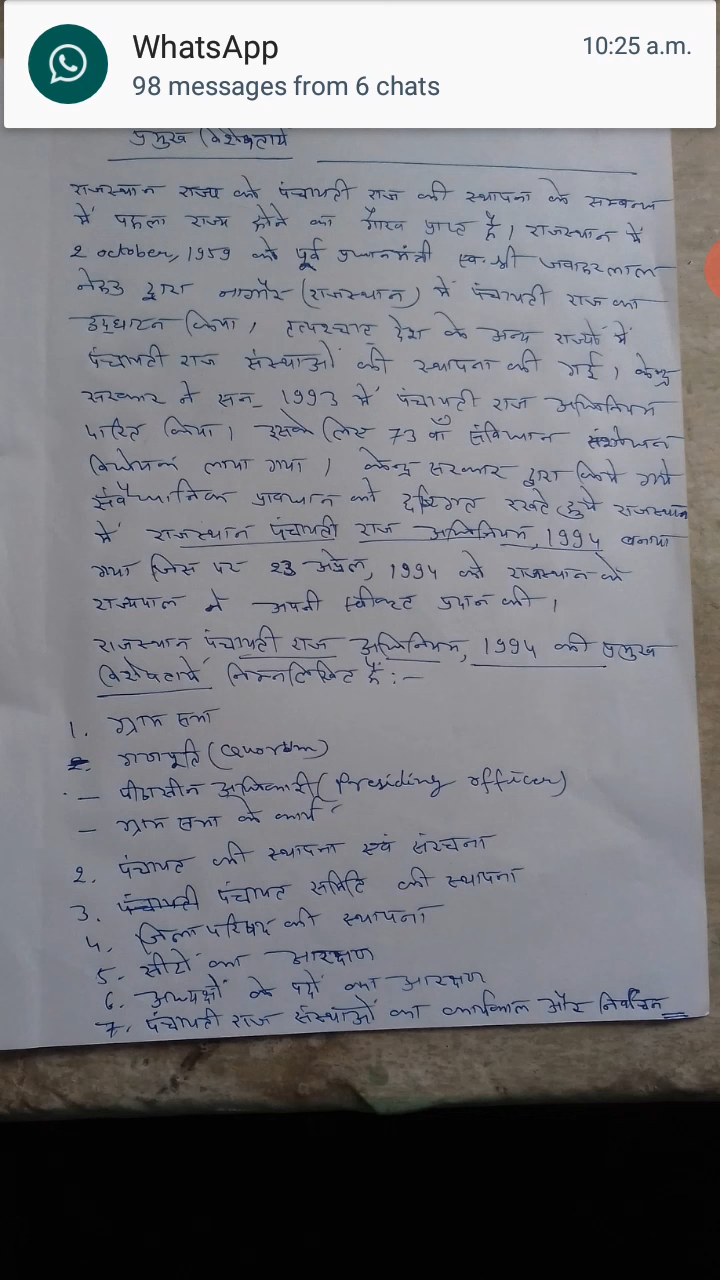 WhatsApp
10:25 a.m.
98 messages from 6 chats
प्रमुख विशेषतायें
राजस्थान राज्य को पंचायती राज की स्थापना के सम्बन्ध
में पहला राज्य होने का गौरव प्राप्त है। राजस्थान में
2 october, 1959 को पूर्व प्रधानमंत्री स्व. श्री जवाहरलाल
नेहरु द्वारा नागौर (राजस्थान) में पंचायती राज का
उद्घाटन किया। तत्पश्चात् देश के अन्य राज्यों में
पंचायती राज संस्थाओं की स्थापना की गई। केन्द्र
सरकार ने सन् 1993 में पंचायती राज अधिनियम
पारित किया। इसके लिए 73 वाँ संविधान संशोधन
विधेयक लाया गया। केन्द्र सरकार द्वारा किये गये
संवैधानिक प्रावधान को दृष्टिगत रखते हुये राजस्थान
में राजस्थान पंचायती राज अधिनियम, 1994 बनाया
गया जिस पर 23 अप्रेल, 1994 को राजस्थान के
राज्यपाल ने अपनी स्वीकृत प्रदान की।
राजस्थान पंचायती राज अधिनियम, 1994 की प्रमुख
विशेषतायें निम्नलिखित हैं :-
1. ग्राम सभा
2. गणपूर्ति (Quorum)
- पीठासीन अधिकारी (Presiding officer)
- ग्राम सभा के कार्य
2. पंचायत की स्थापना एवं संरचना
3. पंचायती पंचायत समिति की स्थापना
4. जिला परिषद की स्थापना
5. सीटों का आरक्षण
6. अध्यक्षों के पदों का आरक्षण
7. पंचायती राज संस्थाओं का कार्यकाल और निर्वाचन